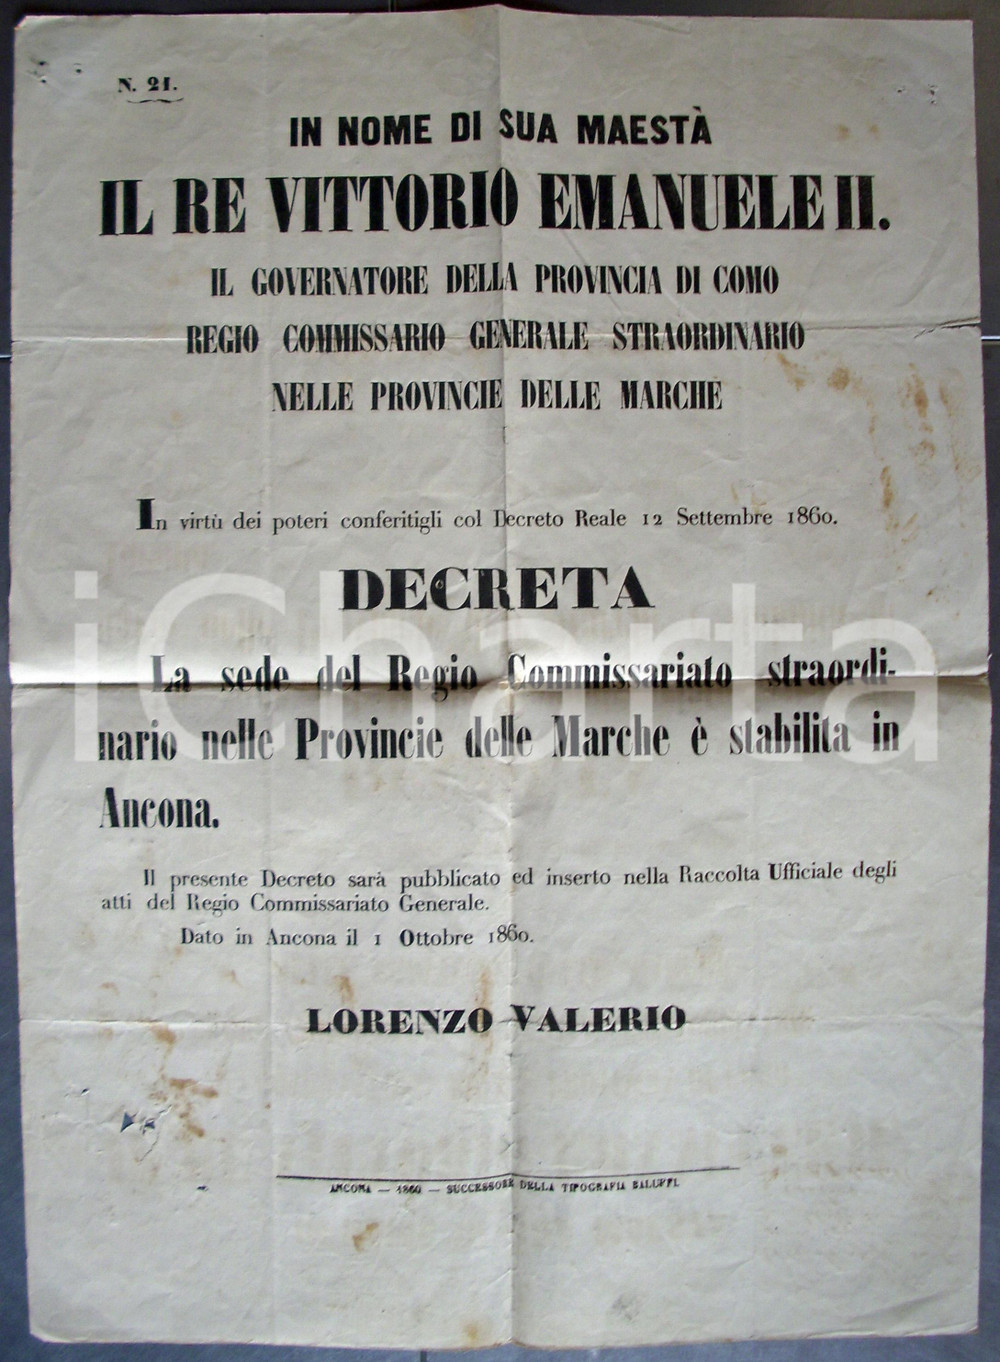 N. 21.
IN NOME DI SUA MAESTÀ
IL RE VITTORIO EMANUELE II.
IL GOVERNATORE DELLA PROVINCIA DI COMO
REGIO COMMISSARIO GENERALE STRAORDINARIO
NELLE PROVINCIE DELLE MARCHE
In virtù dei poteri conferitigli col Decreto Reale 12 Settembre 1860.
DECRETA
La sede del Regio Commissariato straordi-
nario nelle Provincie delle Marche è stabilita in
Ancona.
Il presente Decreto sarà pubblicato ed inserto nella Raccolta Ufficiale degli
atti del Regio Commissariato Generale.
Dato in Ancona il 1 Ottobre 1860.
LORENZO VALERIO
ANCONA — 1860 — SUCCESSORE DELLA TIPOGRAFIA BALUFFI.
iCharta